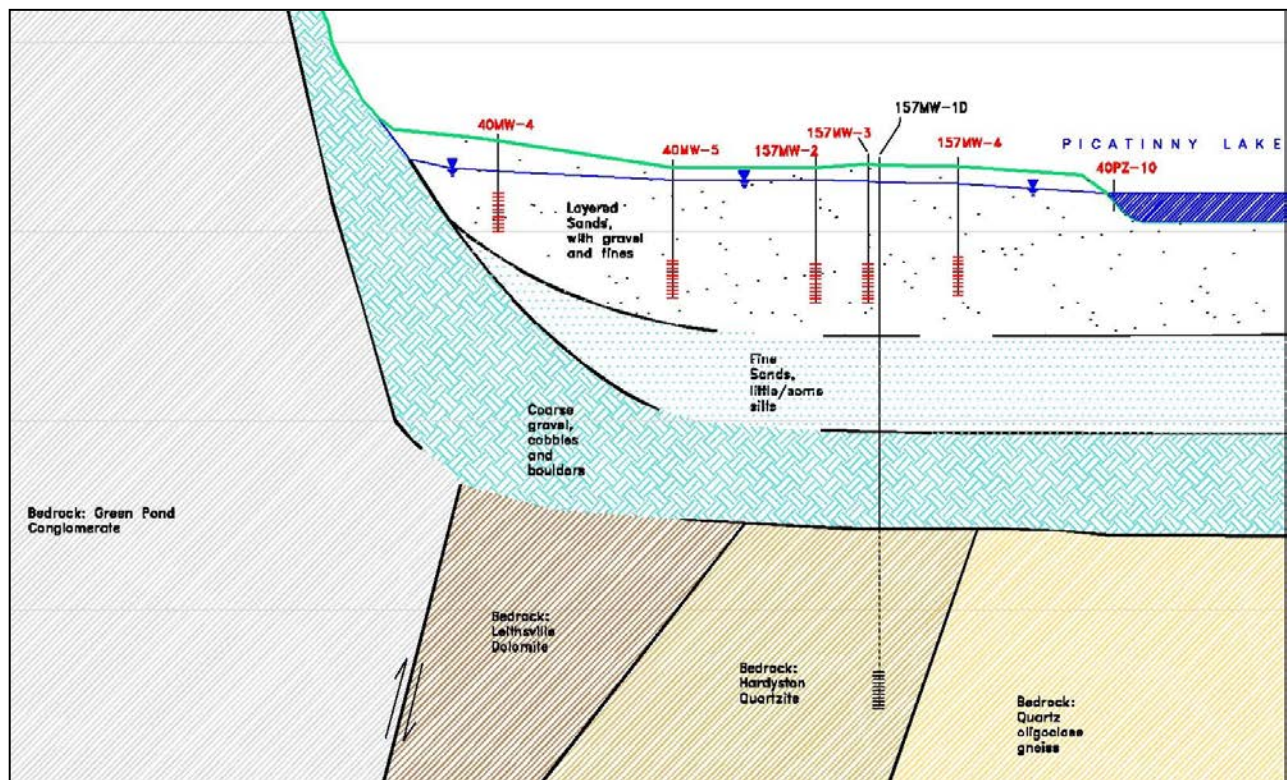 157MW-1D
40MW-4
157MW-3
40MW-5
157MW-2
157MW-4
PICATINNY LAKE
40PZ-10
Layered
Sands,
with gravel
and fines
Fine
Sands,
little/some
silts
Coarse
gravel,
cobbles
and
boulders
Bedrock: Green Pond
Conglomerate
Bedrock:
Leithsville
Dolomite
Bedrock:
Hardyston
Quartzite
Bedrock:
Quartz
oligoclase
gneiss